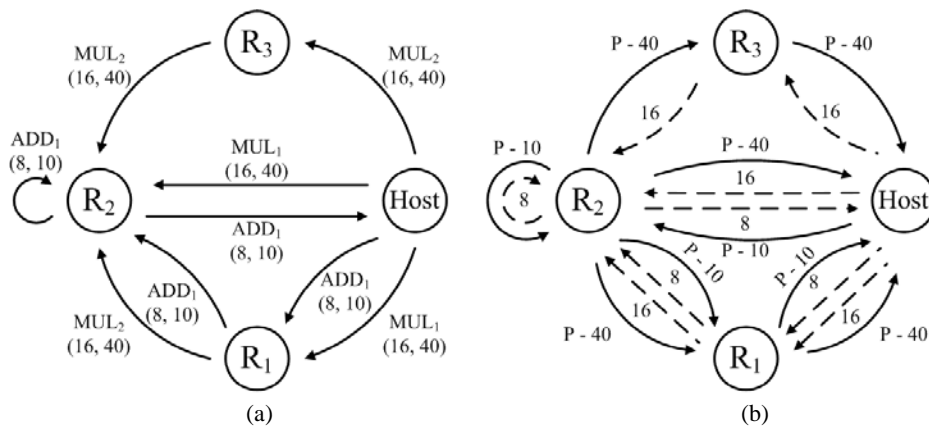 R3
MUL2
(16, 40)
MUL2
(16, 40)
ADD1
(8, 10)
MUL1
(16, 40)
R2
Host
ADD1
(8, 10)
ADD1
(8, 10)
ADD1
(8, 10)
MUL2
(16, 40)
MUL1
(16, 40)
R1
(a)
R3
P - 40
P - 40
16
16
P - 10
P - 40
16
8
R2
Host
8
P - 10
P - 10
8
16
P - 40
P - 10
8
16
P - 40
R1
(b)